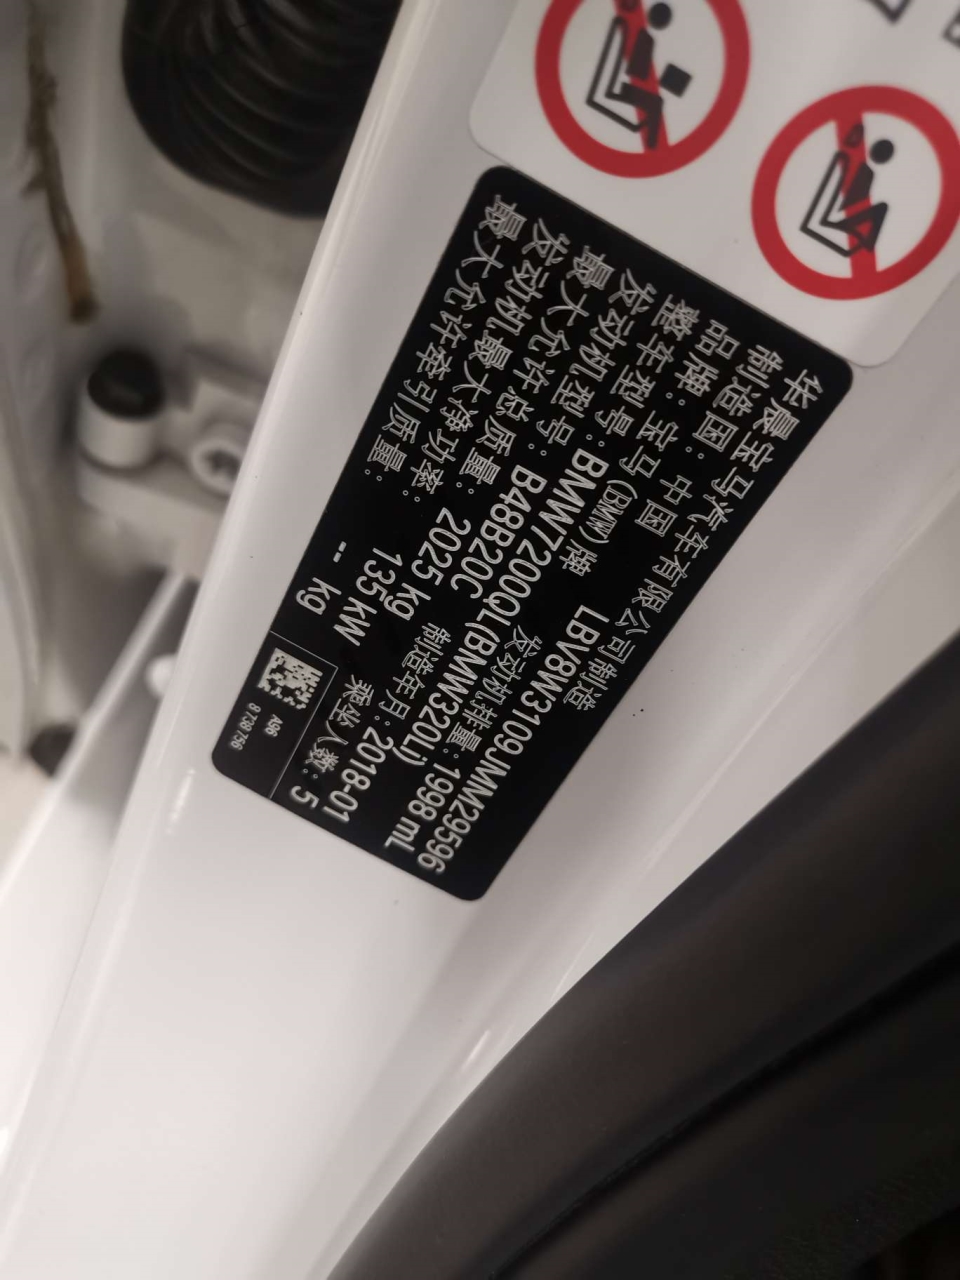 华晨宝马汽车有限公司制造
制造国：中国 LBV8W3109JMM29596
品牌：宝马(BMW)牌 发动机排量：1998 mL
整车型号：BMW7200QL(BMW320Li)
发动机型号：B48B20C 制造年月：2018-01
最大允许总质量：2025 kg 乘坐人数：5
发动机最大净功率：135 kW
最大允许牵引质量：-- kg
A96
8 738 756